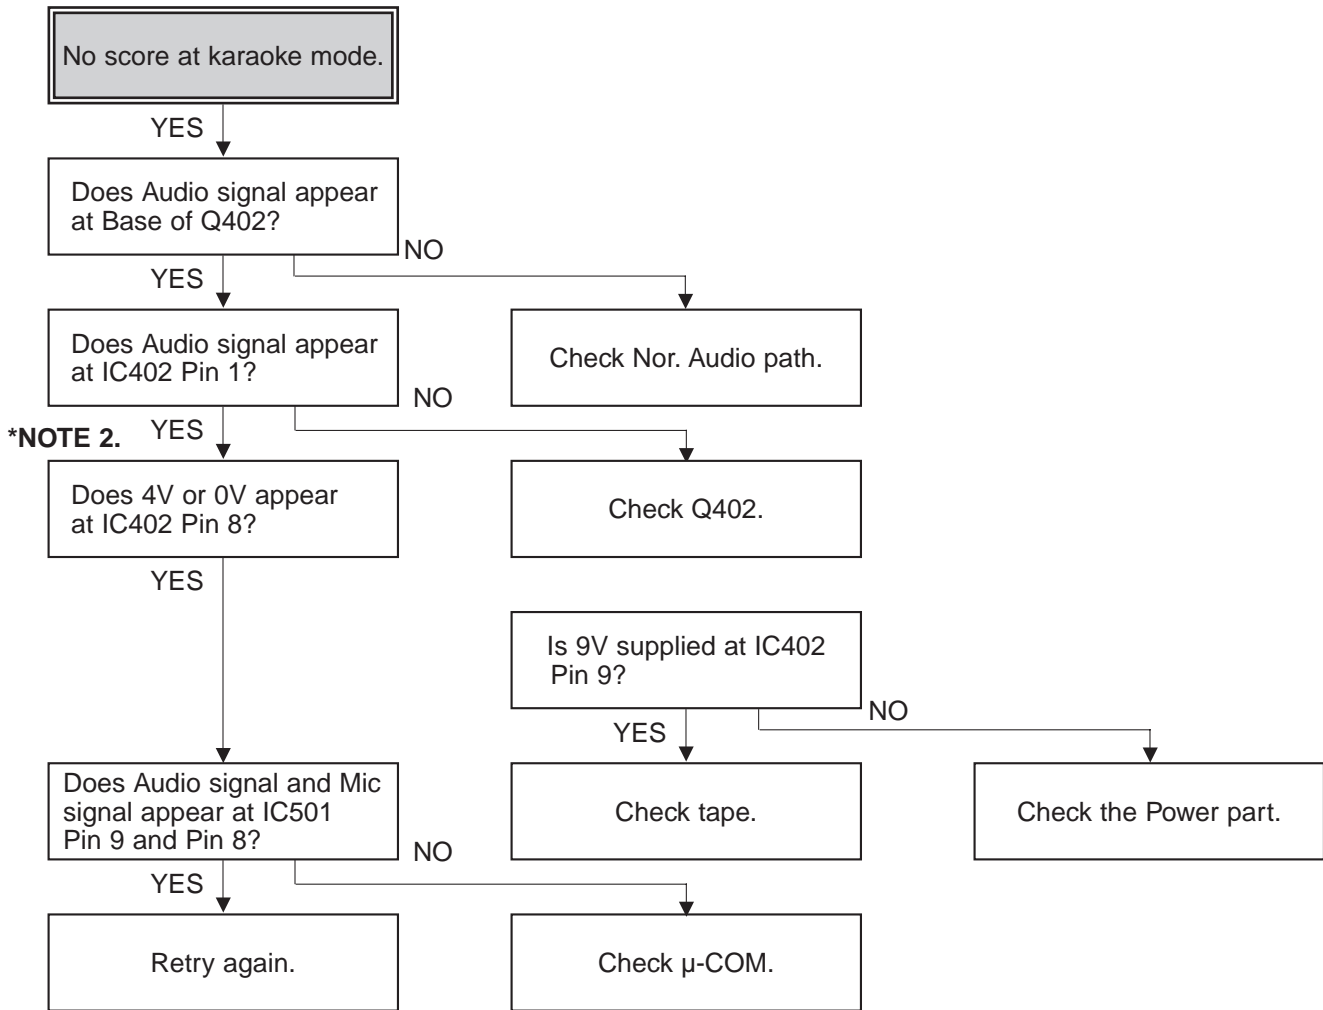 No score at karaoke mode.
YES
Does Audio signal appear
at Base of Q402?
NO
YES
Does Audio signal appear
at IC402 Pin 1?
Check Nor. Audio path.
NO
YES
*NOTE 2.
Does 4V or 0V appear
at IC402 Pin 8?
Check Q402.
YES
Is 9V supplied at IC402
Pin 9?
NO
YES
Does Audio signal and Mic
signal appear at IC501
Pin 9 and Pin 8?
Check tape.
Check the Power part.
NO
YES
Retry again.
Check µ-COM.